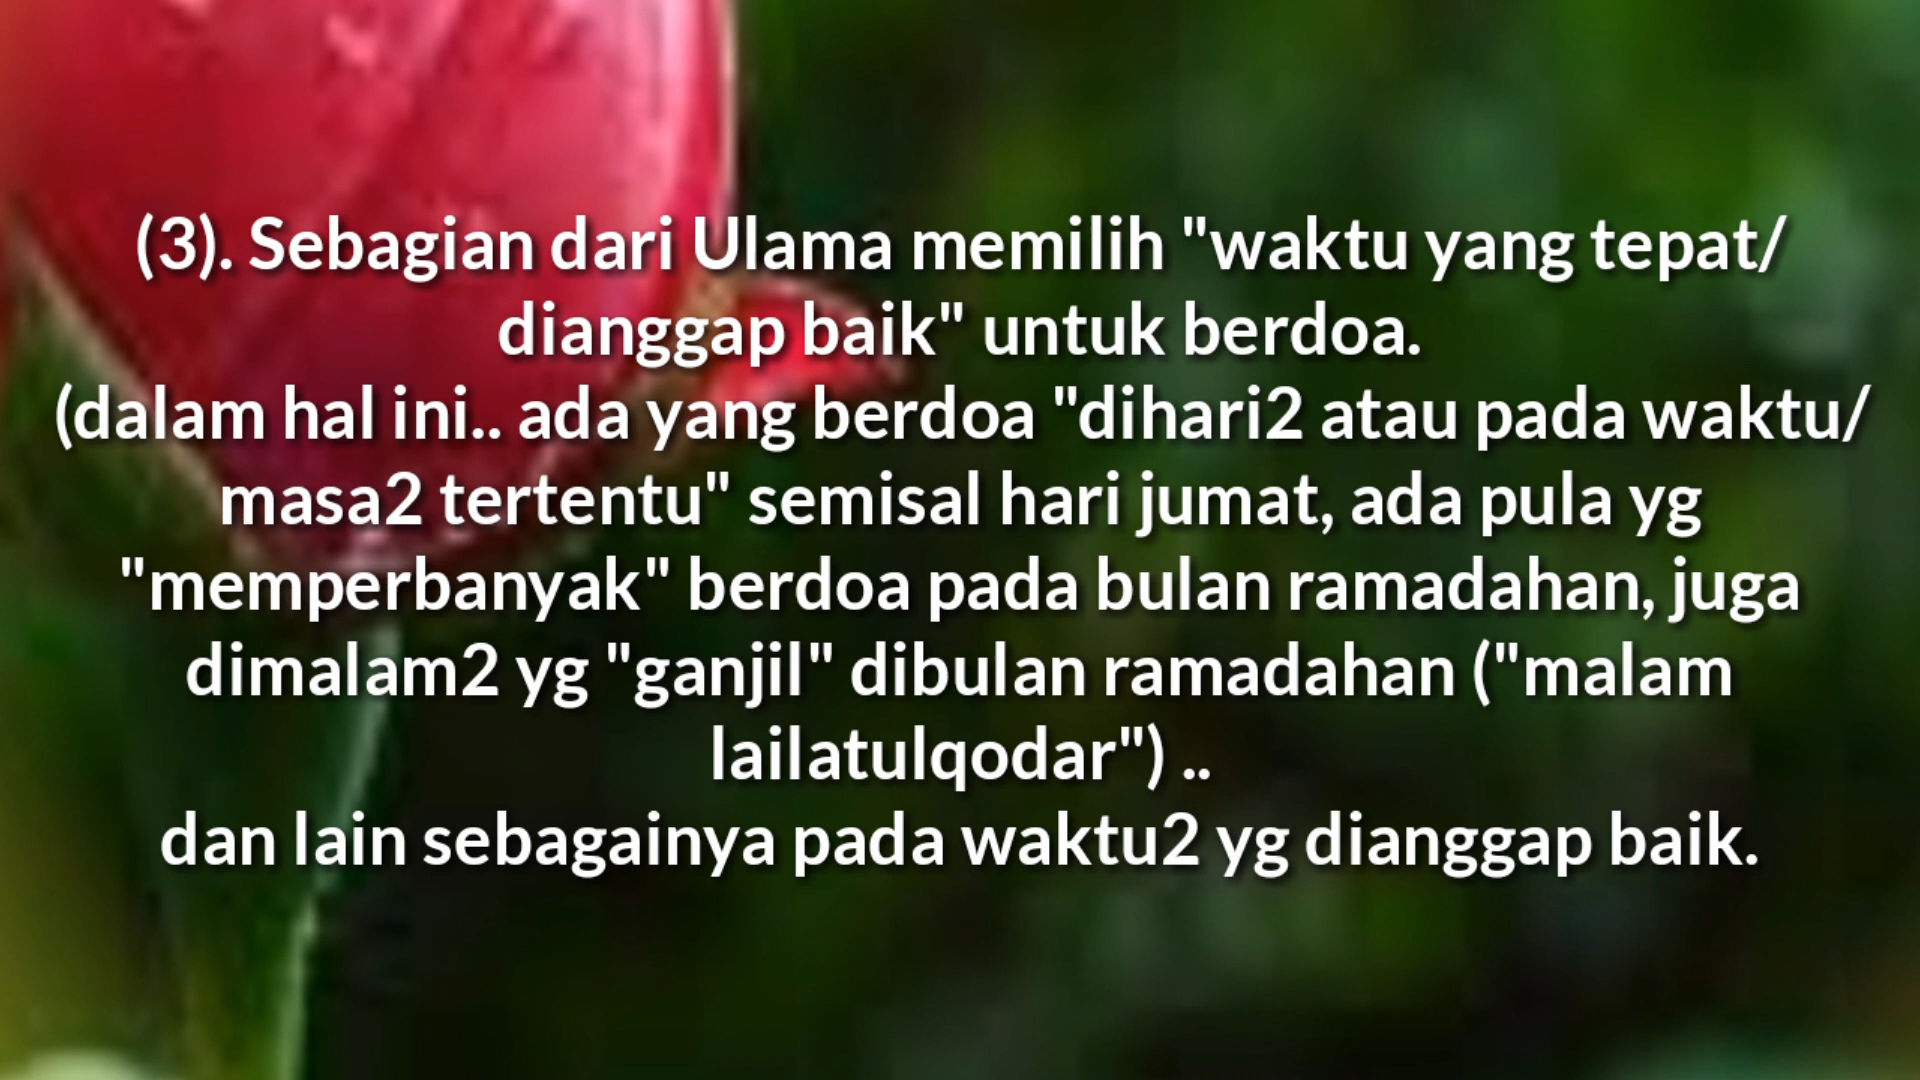 (3). Sebagian dari Ulama memilih "waktu yang tepat/
dianggap baik" untuk berdoa.
(dalam hal ini.. ada yang berdoa "dihari2 atau pada waktu/
masa2 tertentu" semisal hari jumat, ada pula yg
"memperbanyak" berdoa pada bulan ramadahan, juga
dimalam2 yg "ganjil" dibulan ramadahan ("malam
lailatulqodar") ..
dan lain sebagainya pada waktu2 yg dianggap baik.